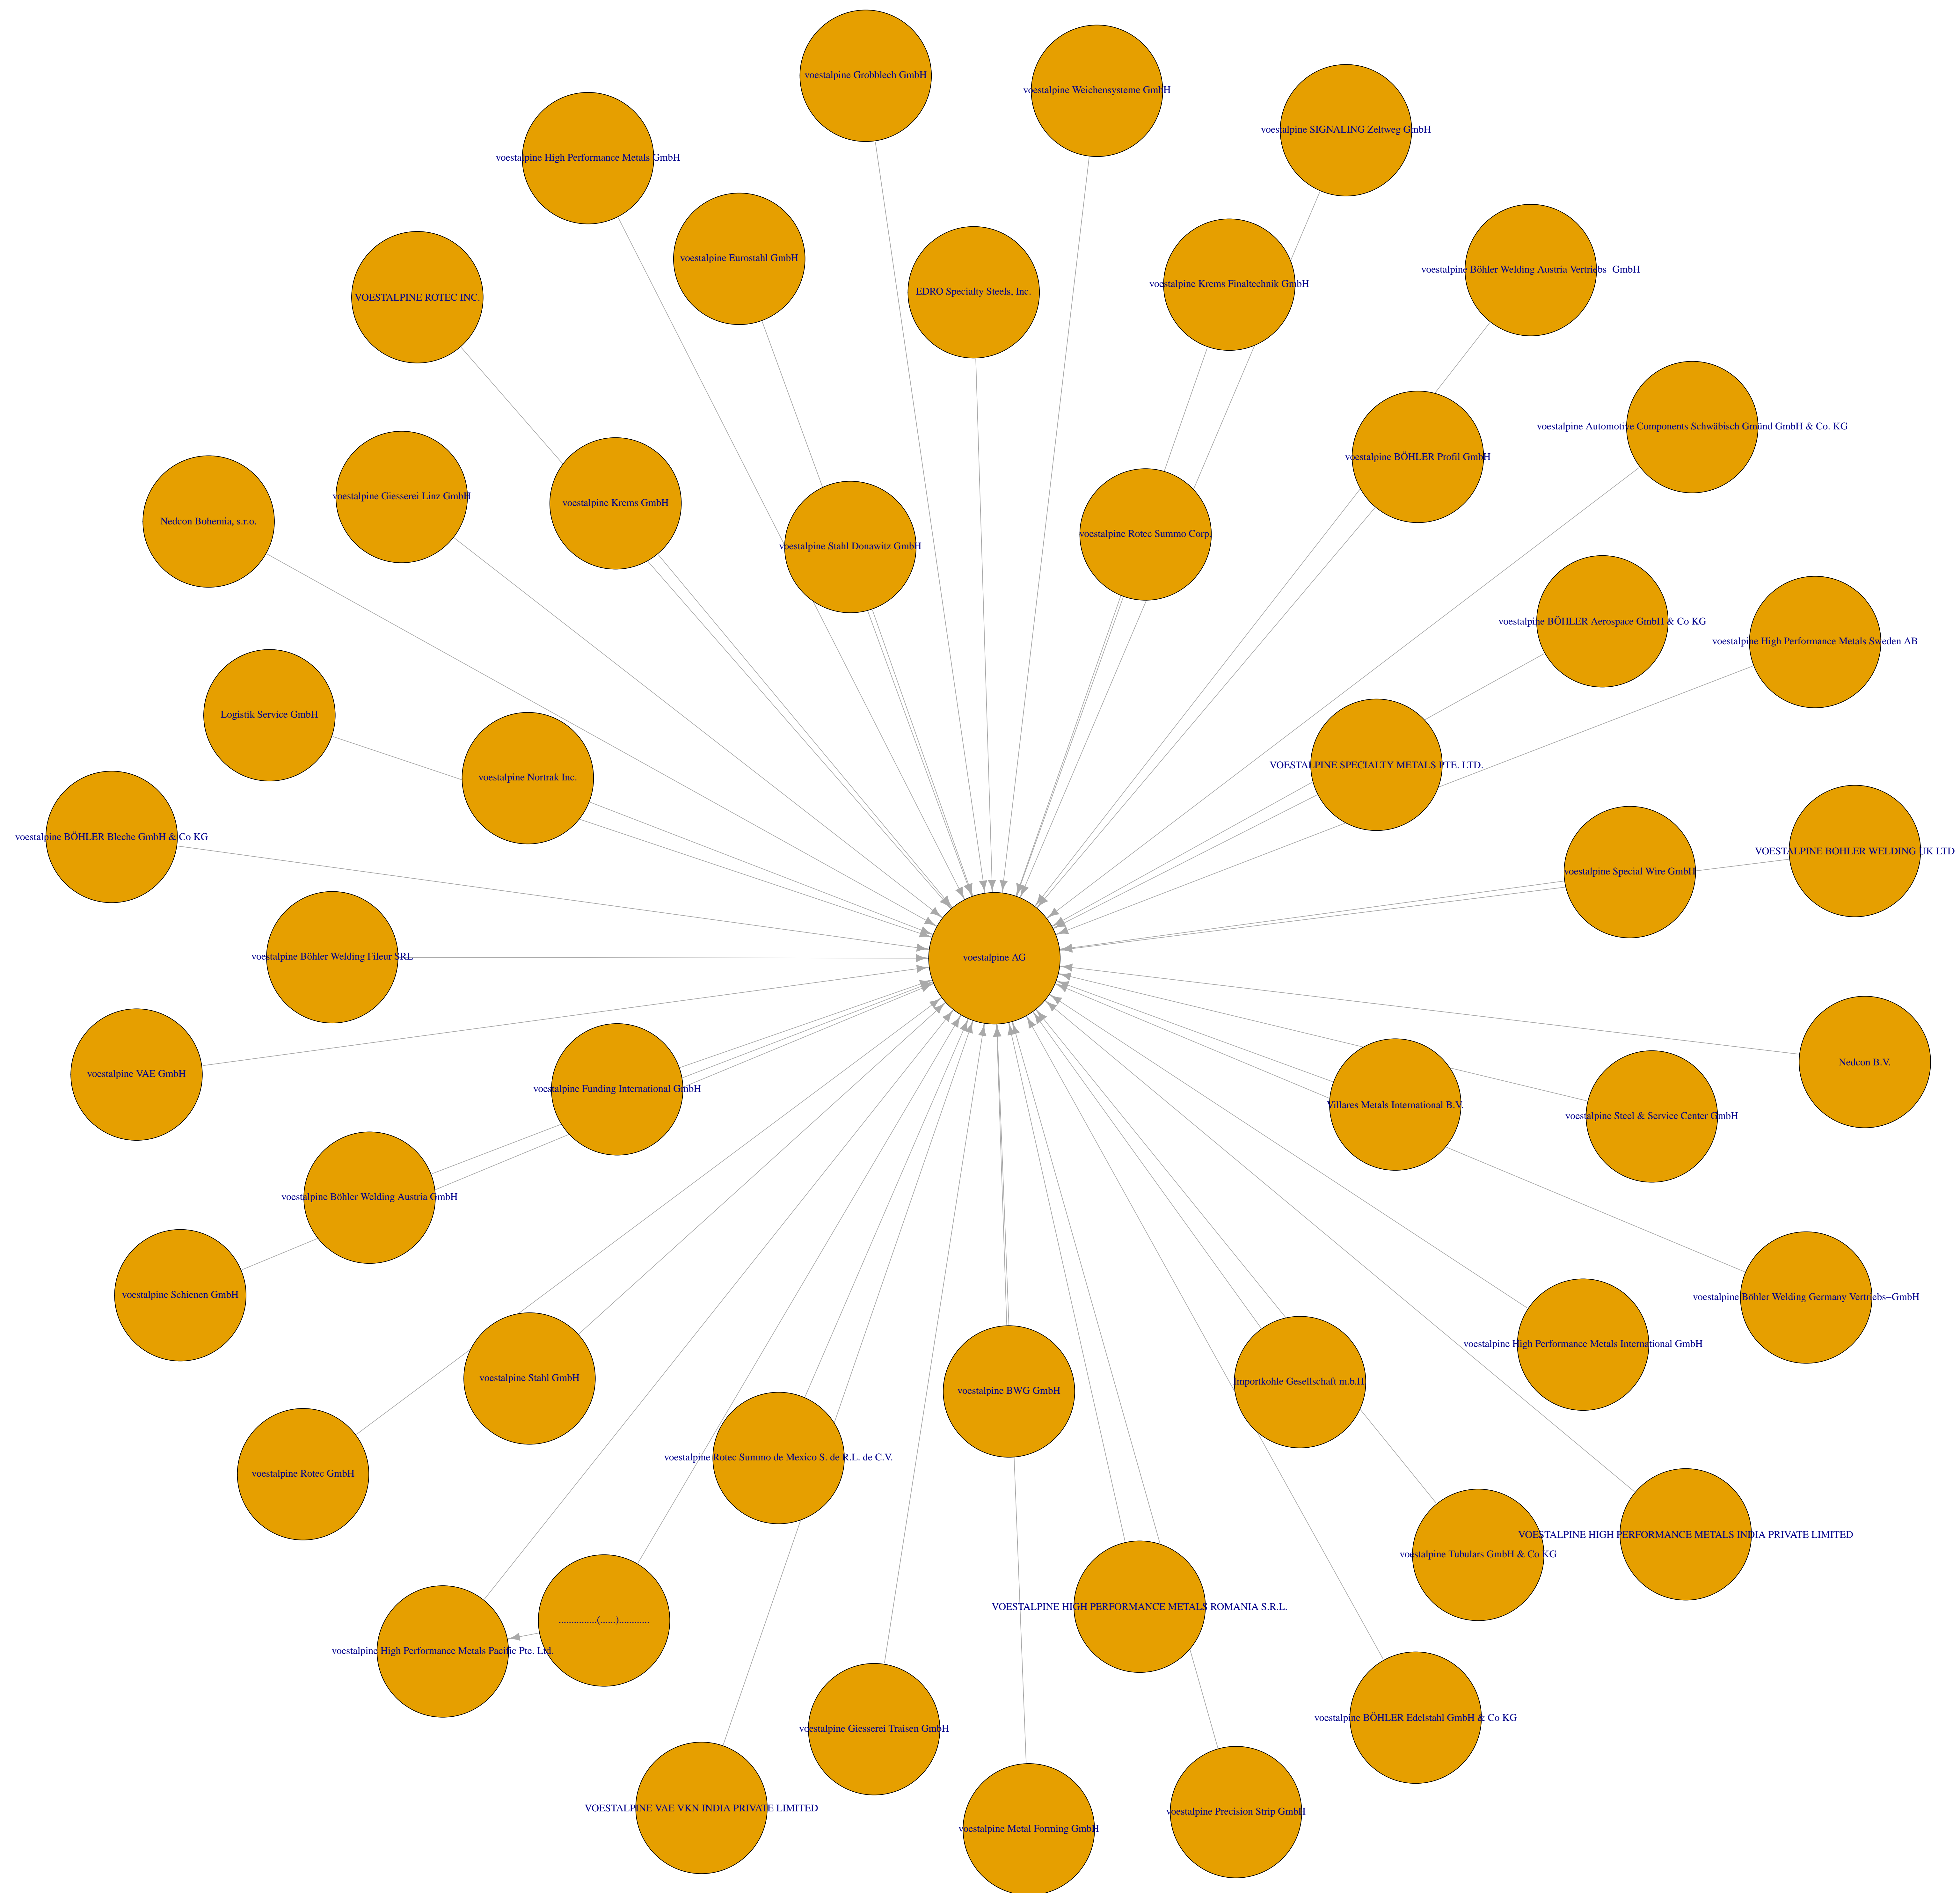 voestalpine Grobblech GmbH
voestalpine Weichensysteme GmbH
voestalpine SIGNALING Zeltweg GmbH
voestalpine High Performance Metals GmbH
voestalpine Eurostahl GmbH
voestalpine Böhler Welding Austria Vertriebs–GmbH
voestalpine Krems Finaltechnik GmbH
EDRO Specialty Steels, Inc.
VOESTALPINE ROTEC INC.
voestalpine Automotive Components Schwäbisch Gmünd GmbH & Co. KG
voestalpine BÖHLER Profil GmbH
voestalpine Giesserei Linz GmbH
voestalpine Krems GmbH
Nedcon Bohemia, s.r.o.
voestalpine Rotec Summo Corp.
voestalpine Stahl Donawitz GmbH
voestalpine BÖHLER Aerospace GmbH & Co KG
voestalpine High Performance Metals Sweden AB
Logistik Service GmbH
VOESTALPINE SPECIALTY METALS PTE. LTD.
voestalpine Nortrak Inc.
voestalpine BÖHLER Bleche GmbH & Co KG
VOESTALPINE BOHLER WELDING UK LTD
voestalpine Special Wire GmbH
voestalpine Böhler Welding Fileur SRL
voestalpine AG
Nedcon B.V.
voestalpine VAE GmbH
voestalpine Funding International GmbH
Villares Metals International B.V.
voestalpine Steel & Service Center GmbH
voestalpine Böhler Welding Austria GmbH
voestalpine Schienen GmbH
voestalpine Böhler Welding Germany Vertriebs–GmbH
voestalpine High Performance Metals International GmbH
voestalpine Stahl GmbH
Importkohle Gesellschaft m.b.H.
voestalpine BWG GmbH
voestalpine Rotec Summo de Mexico S. de R.L. de C.V.
voestalpine Rotec GmbH
VOESTALPINE HIGH PERFORMANCE METALS INDIA PRIVATE LIMITED
voestalpine Tubulars GmbH & Co KG
VOESTALPINE HIGH PERFORMANCE METALS ROMANIA S.R.L.
...............(......)............
voestalpine High Performance Metals Pacific Pte. Ltd.
voestalpine BÖHLER Edelstahl GmbH & Co KG
voestalpine Giesserei Traisen GmbH
VOESTALPINE VAE VKN INDIA PRIVATE LIMITED
voestalpine Precision Strip GmbH
voestalpine Metal Forming GmbH